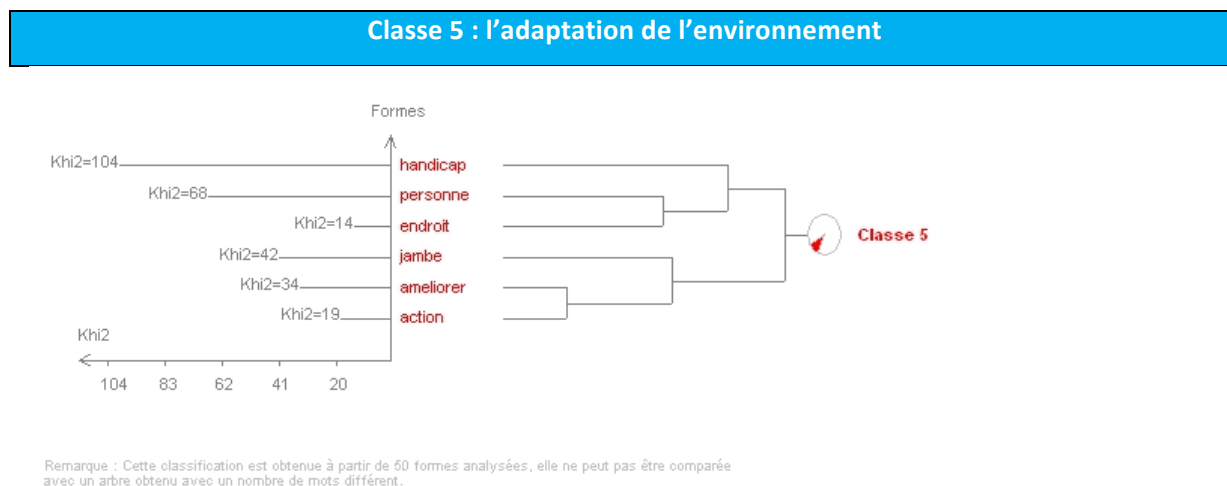 Classe 5 : l’adaptation de l’environnement
Formes
Khi2=104 handicap
Khi2=68 personne
Khi2=14 endroit
Classe 5
Khi2=42 jambe
Khi2=34 ameliorer
Khi2=19 action
Khi2
104 83 62 41 20
Remarque : Cette classification est obtenue à partir de 50 formes analysées, elle ne peut pas être comparée
avec un arbre obtenu avec un nombre de mots différent.